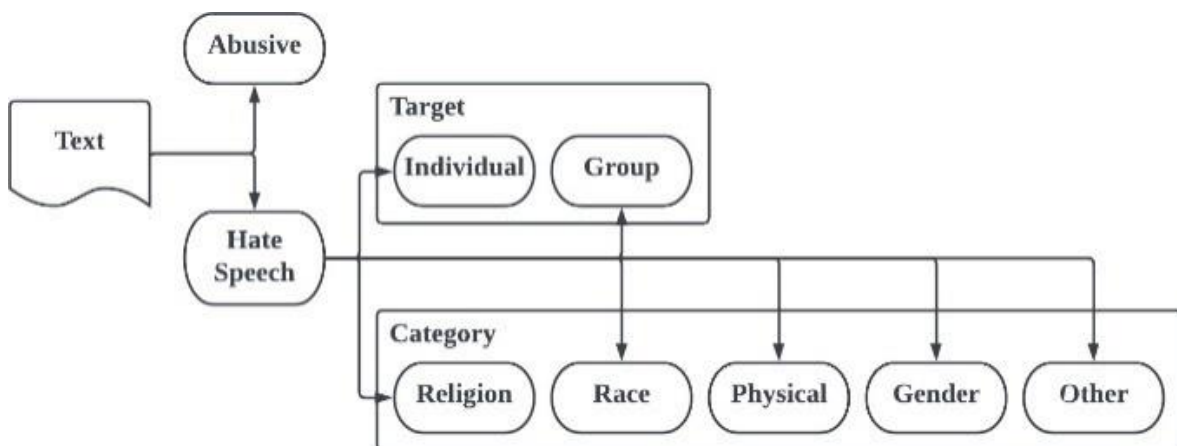 Abusive
Text
Target
Individual
Group
Hate
Speech
Category
Religion
Race
Physical
Gender
Other